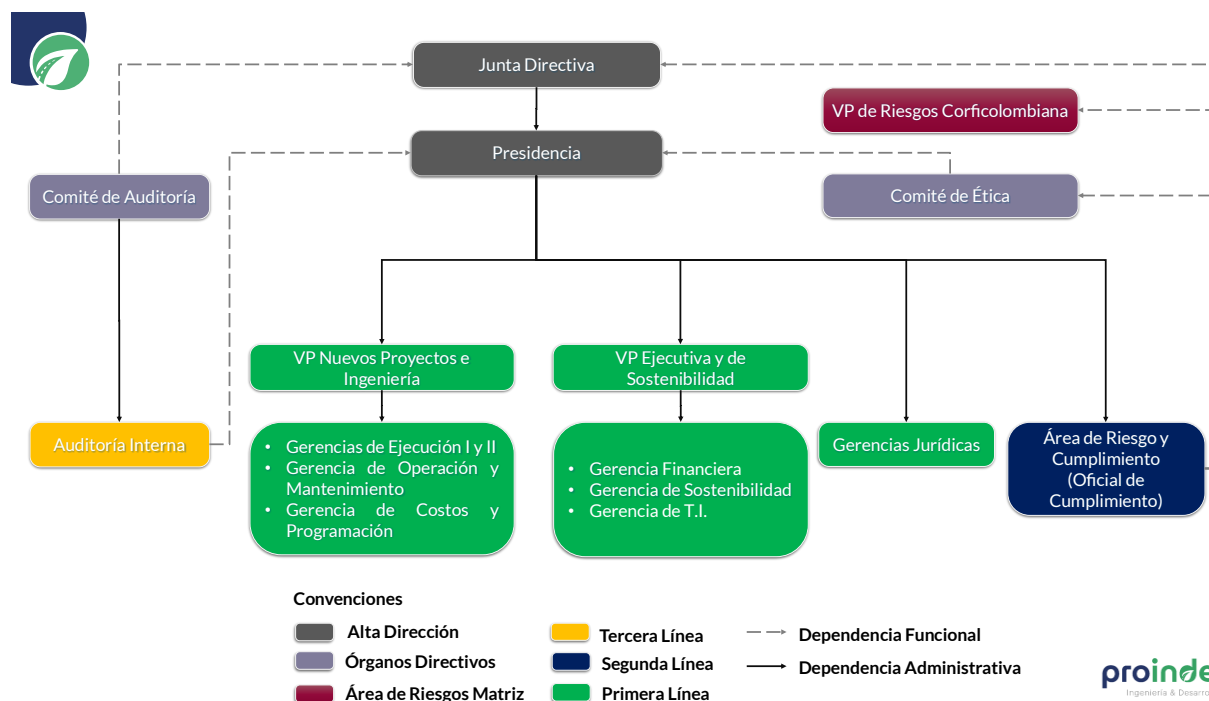 Junta Directiva
VP de Riesgos Corficolombiana
Presidencia
Comité de Auditoría
Comité de Ética
VP Nuevos Proyectos e
Ingeniería
VP Ejecutiva y de
Sostenibilidad
Auditoría Interna
• Gerencias de Ejecución I y II
• Gerencia de Operación y
Mantenimiento
• Gerencia de Costos y
Programación
• Gerencia Financiera
• Gerencia de Sostenibilidad
• Gerencia de T.I.
Gerencias Jurídicas
Área de Riesgo y
Cumplimiento
(Oficial de
Cumplimiento)
Convenciones
Alta Dirección
Órganos Directivos
Área de Riesgos Matriz
Tercera Línea
Segunda Línea
Primera Línea
Dependencia Funcional
Dependencia Administrativa
proinde
Ingeniería & Desarro